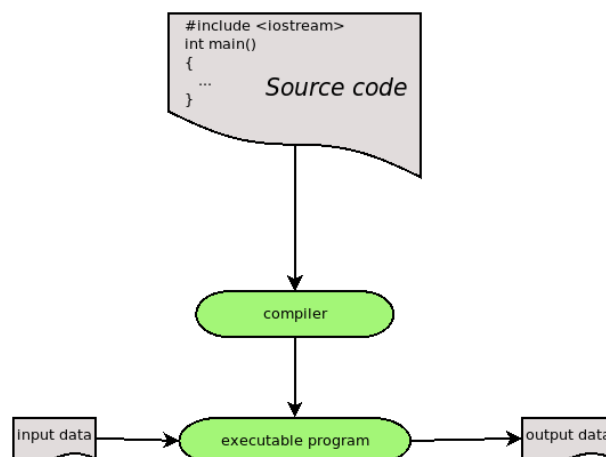 #include <iostream>
int main()
{
...
}
Source code
compiler
input data
executable program
output data